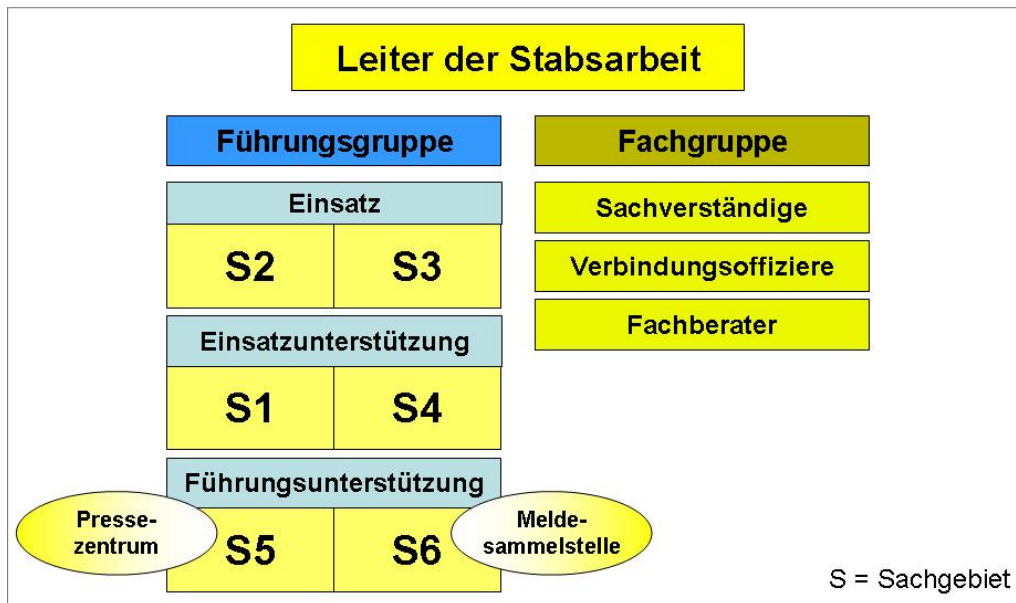 Leiter der Stabsarbeit
Führungsgruppe
Einsatz
S2 S3
Einsatzunterstützung
S1 S4
Führungsunterstützung
Presse-
zentrum
S5 S6
Melde-
sammelstelle
Fachgruppe
Sachverständige
Verbindungsoffiziere
Fachberater
S = Sachgebiet